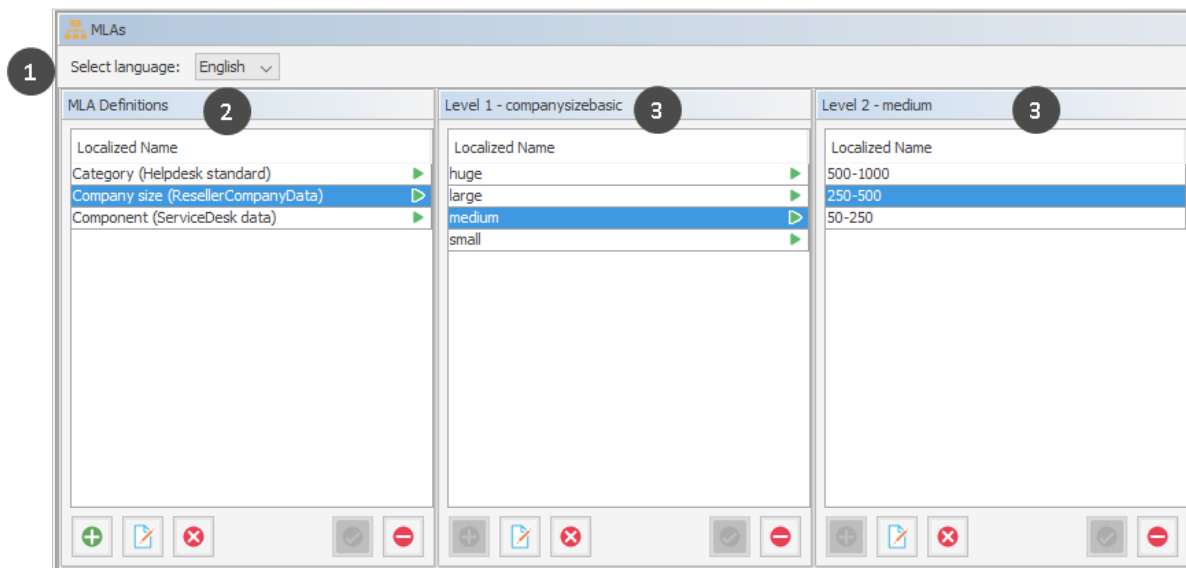 MLAs
1
Select language: English
MLA Definitions 2
Localized Name
Category (Helpdesk standard)
Company size (ResellerCompanyData)
Component (ServiceDesk data)
Level 1 - companysizebasic 3
Localized Name
huge
large
medium
small
Level 2 - medium 3
Localized Name
500-1000
250-500
50-250